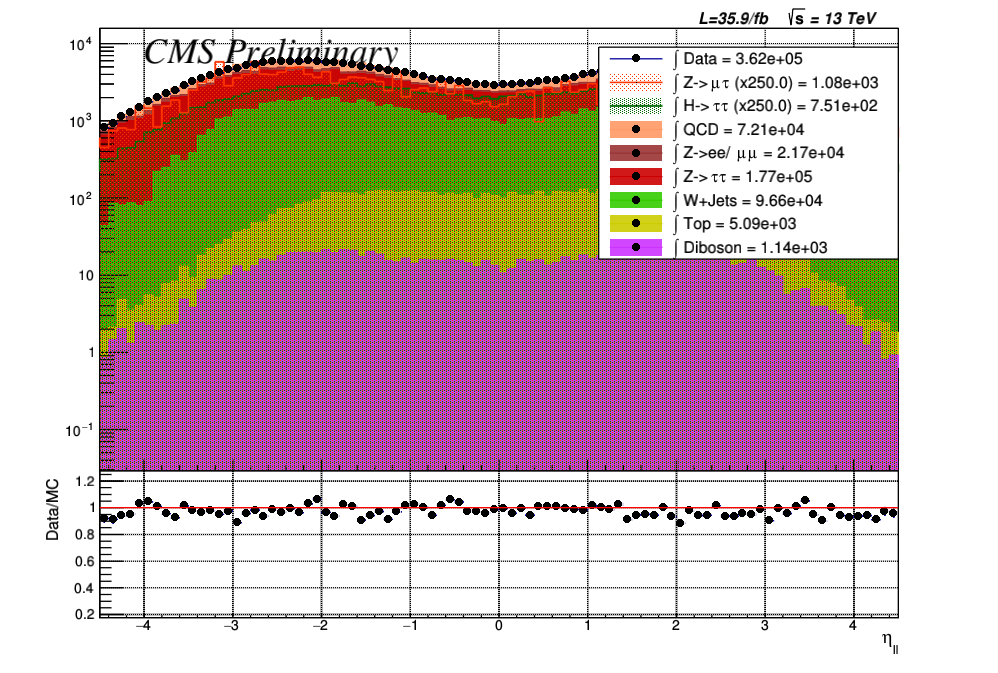 L=35.9/fb √s = 13 TeV
CMS Preliminary
∫ Data = 3.62e+05
∫ Z->μτ (x250.0) = 1.08e+03
∫ H->ττ (x250.0) = 7.51e+02
∫ QCD = 7.21e+04
∫ Z->ee/ μμ = 2.17e+04
∫ Z->ττ = 1.77e+05
∫ W+Jets = 9.66e+04
∫ Top = 5.09e+03
∫ Diboson = 1.14e+03
10⁴
10³
10²
10
1
10⁻¹
Data/MC
1.2
1
0.8
0.6
0.4
0.2
−4 −3 −2 −1 0 1 2 3 4
η_ll